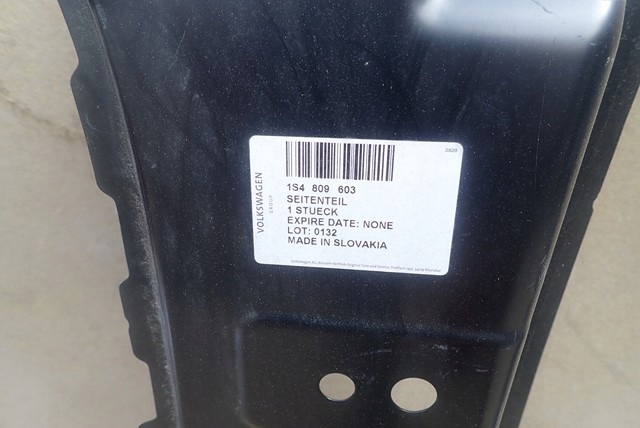 1S4 809 603
SEITENTEIL
1 STUECK
EXPIRE DATE: NONE
LOT: 0132
MADE IN SLOVAKIA
VOLKSWAGEN
GROUP